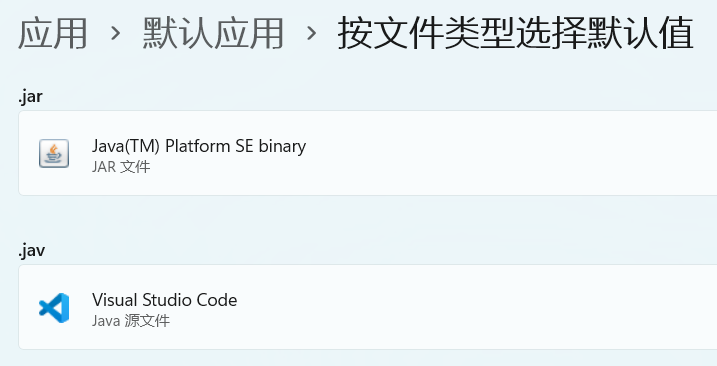 应用 > 默认应用 > 按文件类型选择默认值
.jar
Java(TM) Platform SE binary
JAR 文件
.jav
Visual Studio Code
Java 源文件